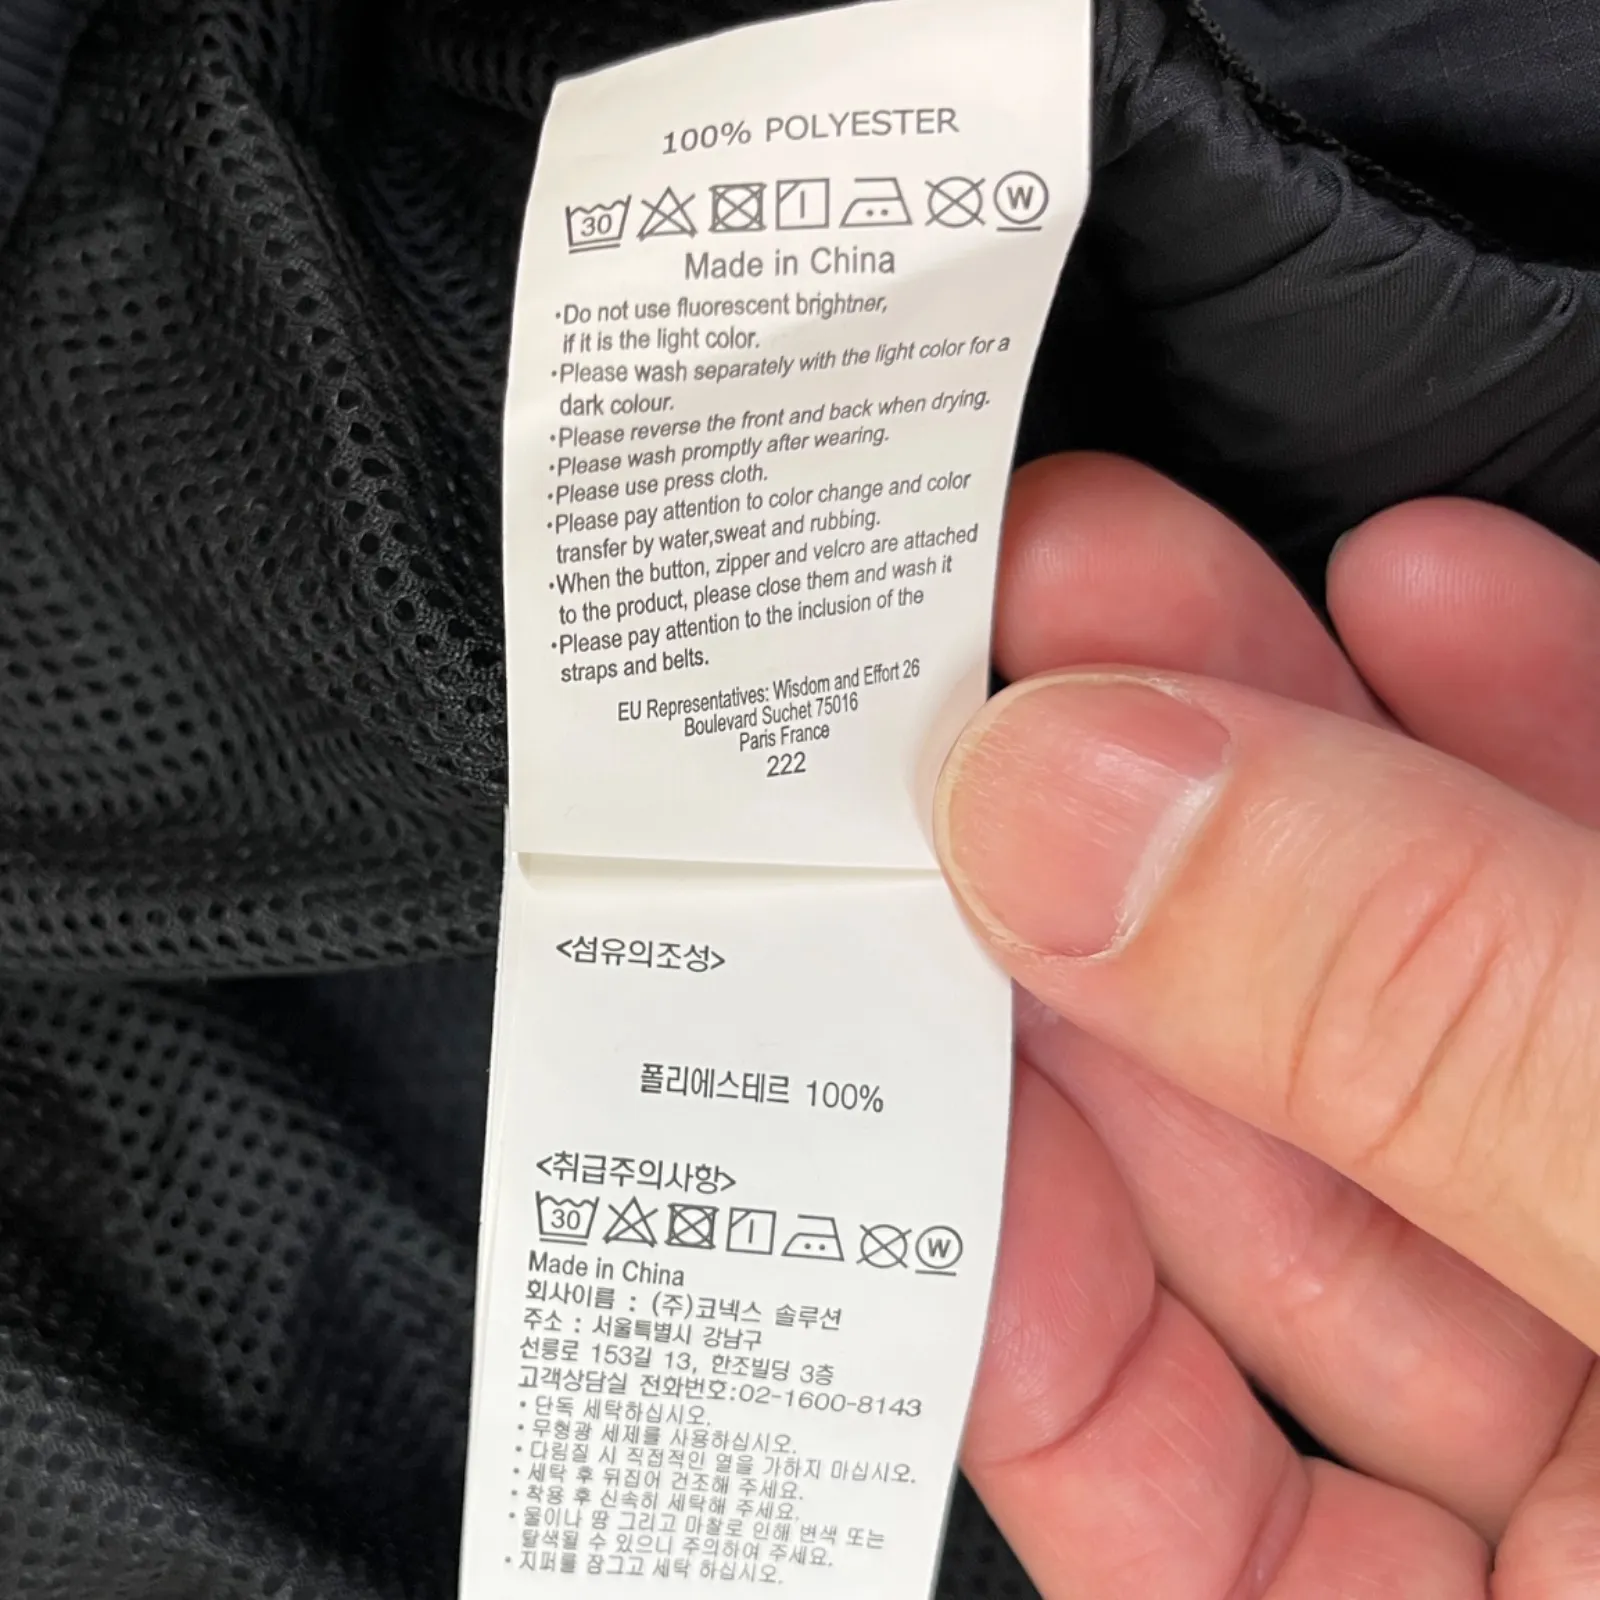 100% POLYESTER
30 W
Made in China
•Do not use fluorescent brightner,
if it is the light color.
•Please wash separately with the light color for a
dark colour.
•Please reverse the front and back when drying.
•Please wash promptly after wearing.
•Please use press cloth.
•Please pay attention to color change and color
transfer by water,sweat and rubbing.
•When the button, zipper and velcro are attached
to the product, please close them and wash it
•Please pay attention to the inclusion of the
straps and belts.
EU Representatives: Wisdom and Effort 26
Boulevard Suchet 75016
Paris France
222
<섬유의조성>
폴리에스테르 100%
<취급주의사항>
30 W
Made in China
회사이름 : (주)코넥스 솔루션
주소 : 서울특별시 강남구
선릉로 153길 13, 한조빌딩 3층
고객상담실 전화번호:02-1600-8143
• 단독 세탁하십시오.
• 무형광 세제를 사용하십시오.
• 다림질 시 직접적인 열을 가하지 마십시오.
• 세탁 후 뒤집어 건조해 주세요.
• 착용 후 신속히 세탁해 주세요.
• 물이나 땅 그리고 마찰로 인해 변색 또는
탈색될 수 있으니 주의하여 주세요.
• 지퍼를 잠그고 세탁 하십시오.